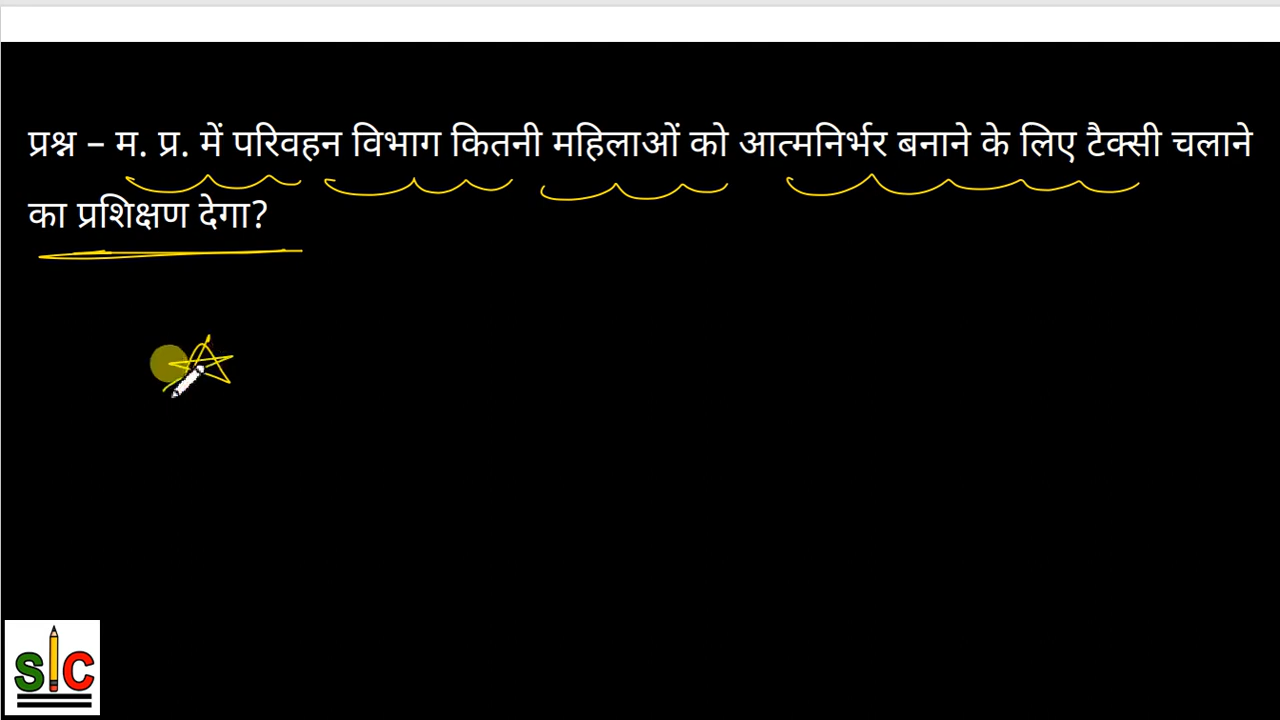 प्रश्न – म. प्र. में परिवहन विभाग कितनी महिलाओं को आत्मनिर्भर बनाने के लिए टैक्सी चलाने
का प्रशिक्षण देगा?
SIC